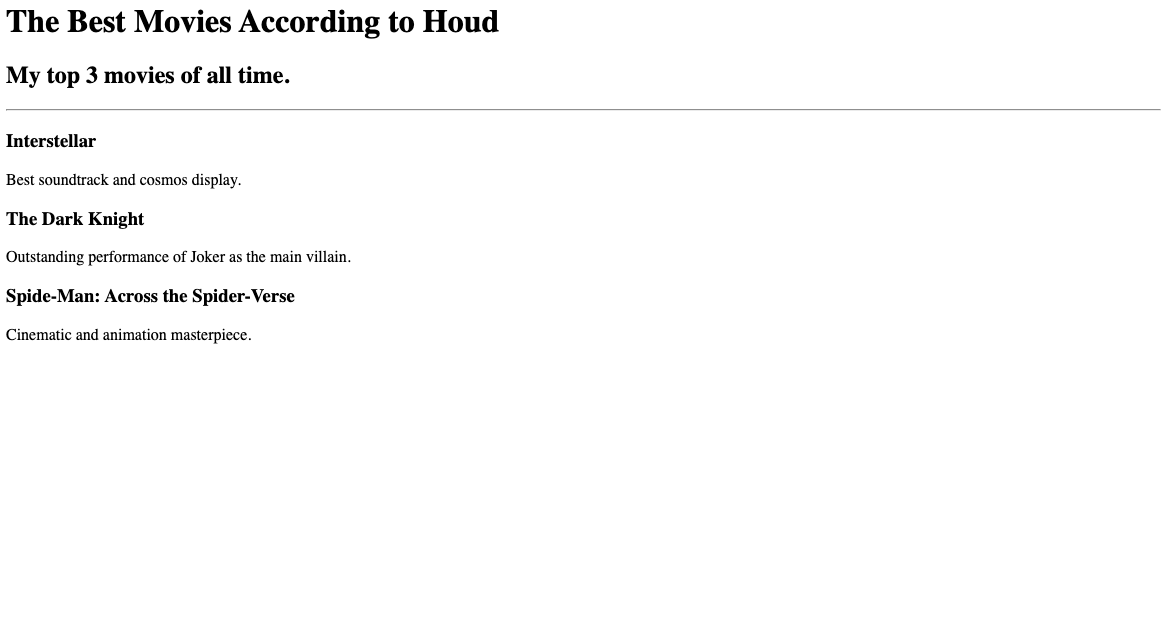 The Best Movies According to Houd
My top 3 movies of all time.
Interstellar
Best soundtrack and cosmos display.
The Dark Knight
Outstanding performance of Joker as the main villain.
Spide-Man: Across the Spider-Verse
Cinematic and animation masterpiece.